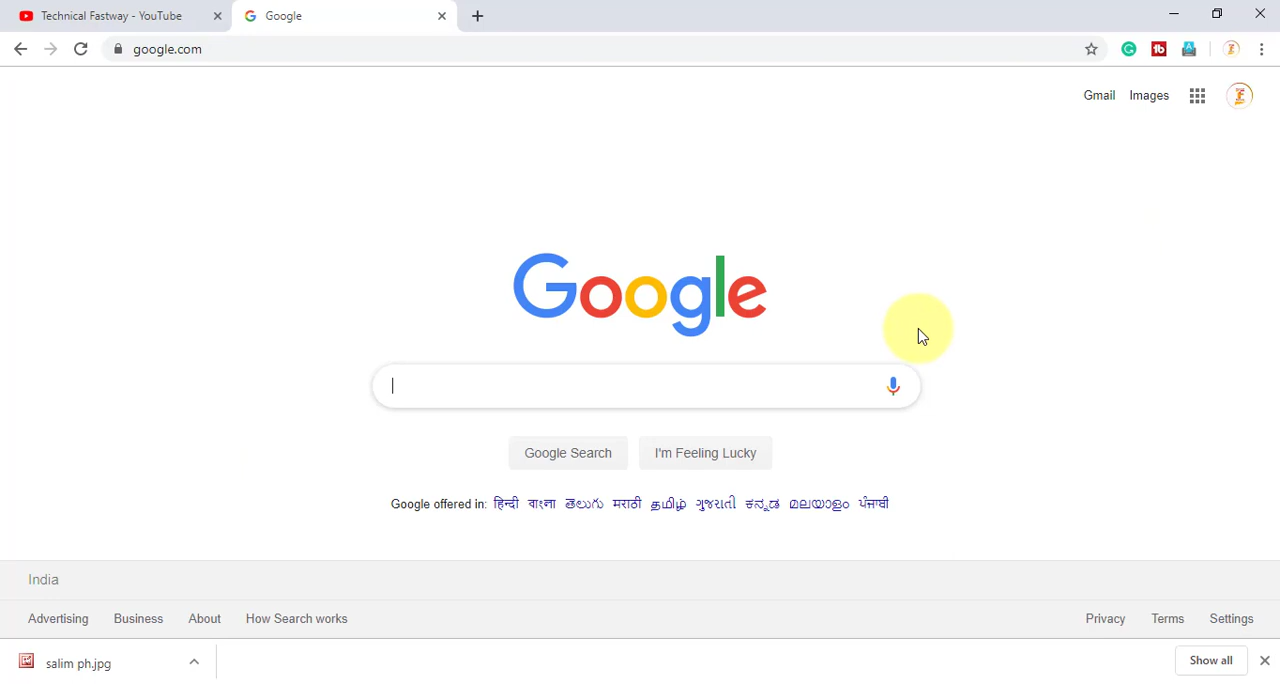 Technical Fastway - YouTube
Google
google.com
Gmail Images
Google
Google Search I'm Feeling Lucky
Google offered in: हिन्दी বাংলা తెలుగు मराठी தமிழ் ગુજરાતી ಕನ್ನಡ മലയാളം ਪੰਜਾਬੀ
India
Advertising Business About How Search works Privacy Terms Settings
salim ph.jpg Show all